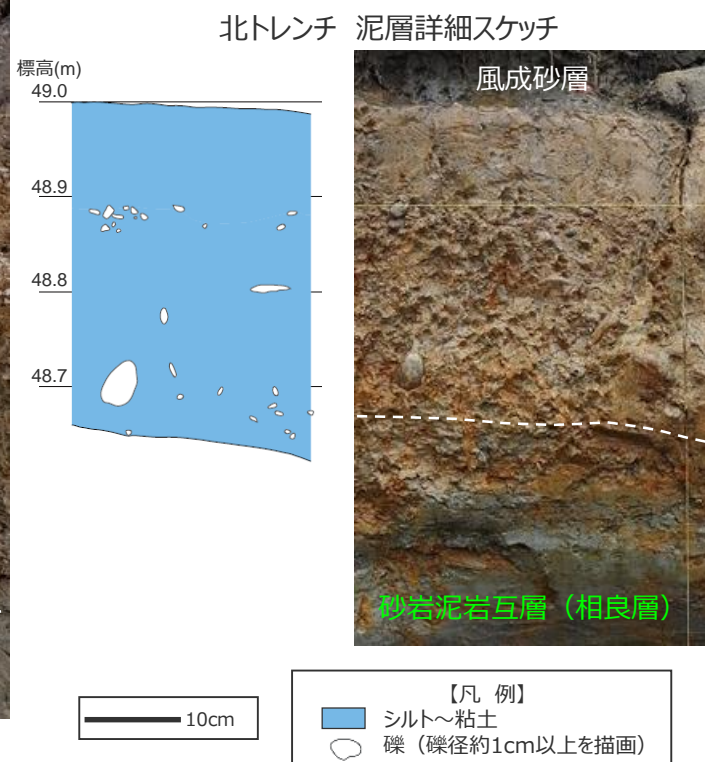 北トレンチ 泥層詳細スケッチ
標高(m)
49.0
48.9
48.8
48.7
風成砂層
砂岩泥岩互層（相良層）
10cm
【凡 例】
シルト～粘土
礫（礫径約1cm以上を描画）